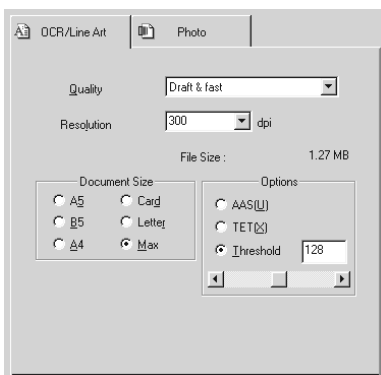 OCR/Line Art Photo
Quality Draft & fast
Resolution 300 dpi
File Size : 1.27 MB
Document Size Options
A5 Card AAS(U)
B5 Letter TET(X)
A4 Max Threshold 128